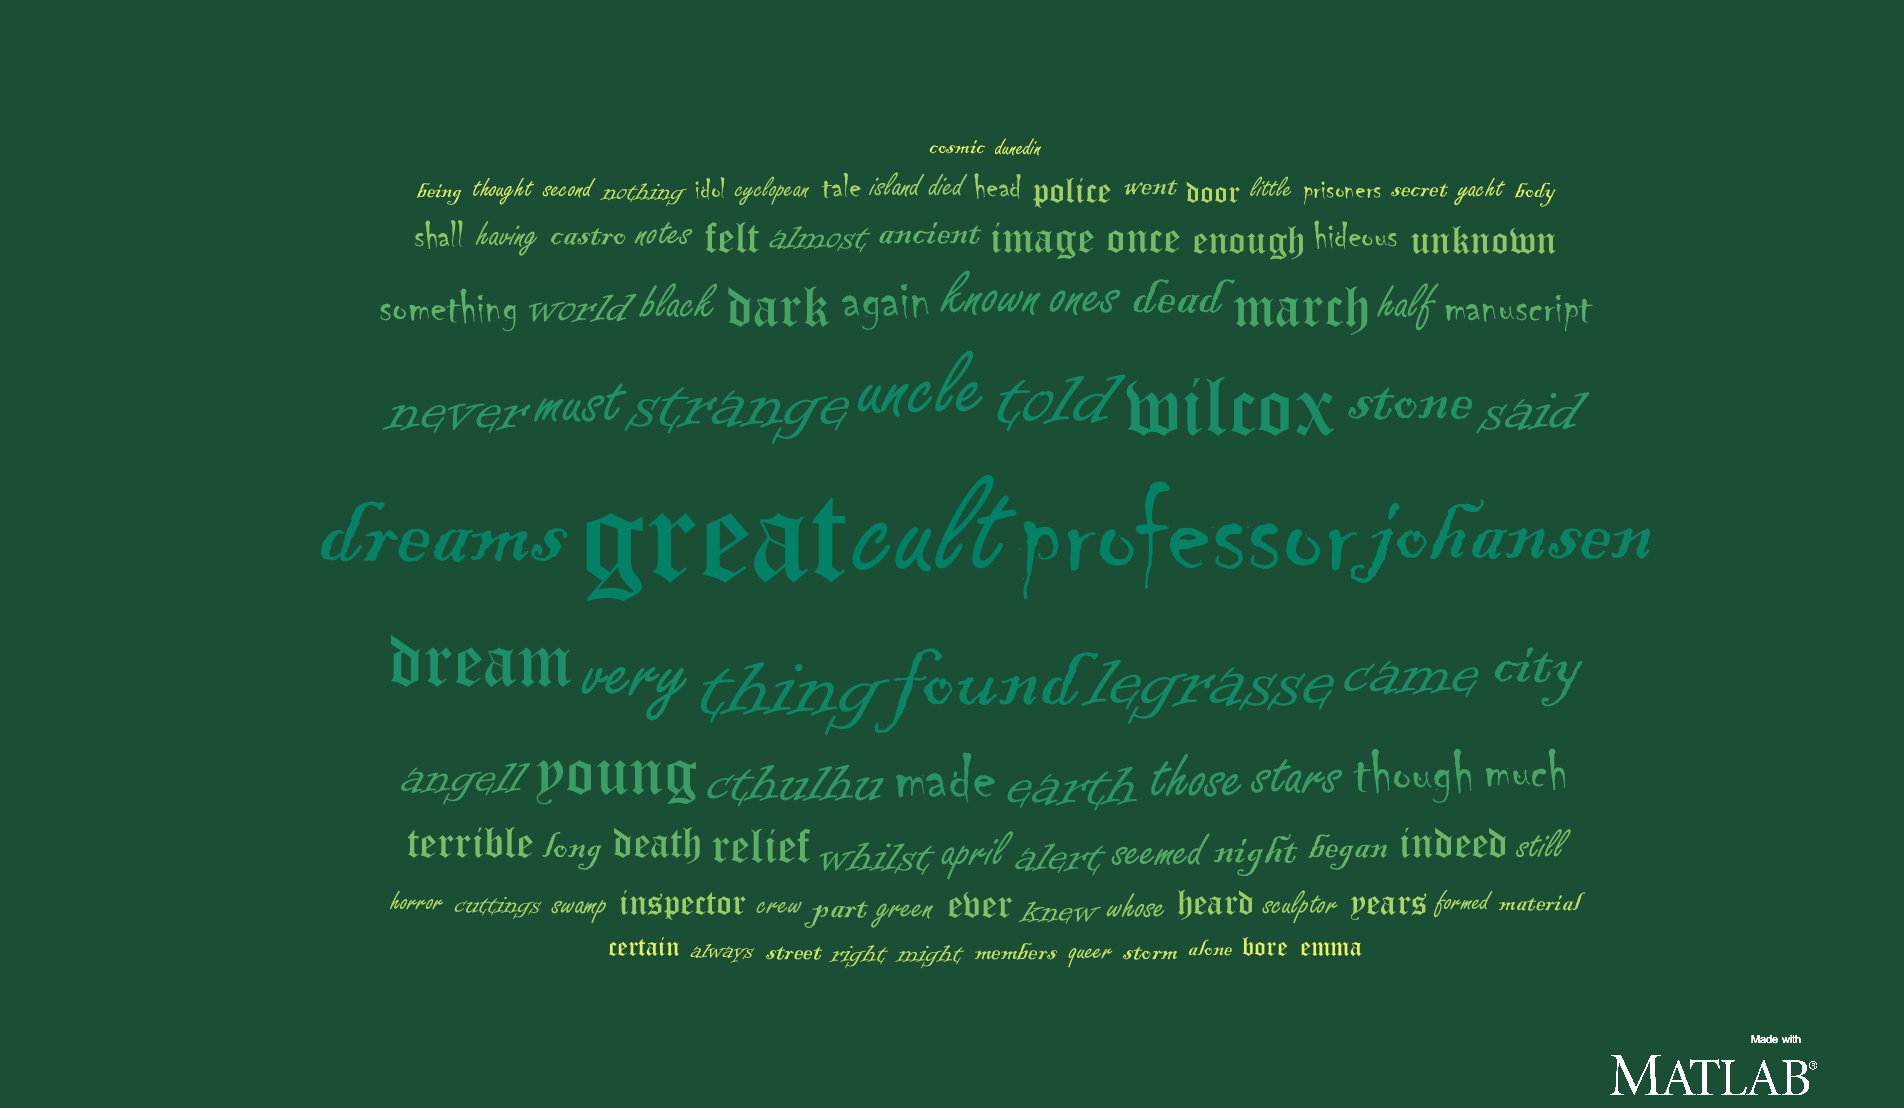 cosmic dunedin
being thought second nothing idol cyclopean tale island died head police went door little prisoners secret yacht body
shall having castro notes felt almost ancient image once enough hideous unknown
something world black dark again known ones dead march half manuscript
never must strange uncle told wilcox stone said
dreams great cult professor johansen
dream very thing found legrasse came city
angell young cthulhu made earth those stars though much
terrible long death relief whilst april alert seemed night began indeed still
horror cuttings swamp inspector crew part green ever knew whose heard sculptor years formed material
certain always street right might members queer storm alone bore emma
Made with
MATLAB®